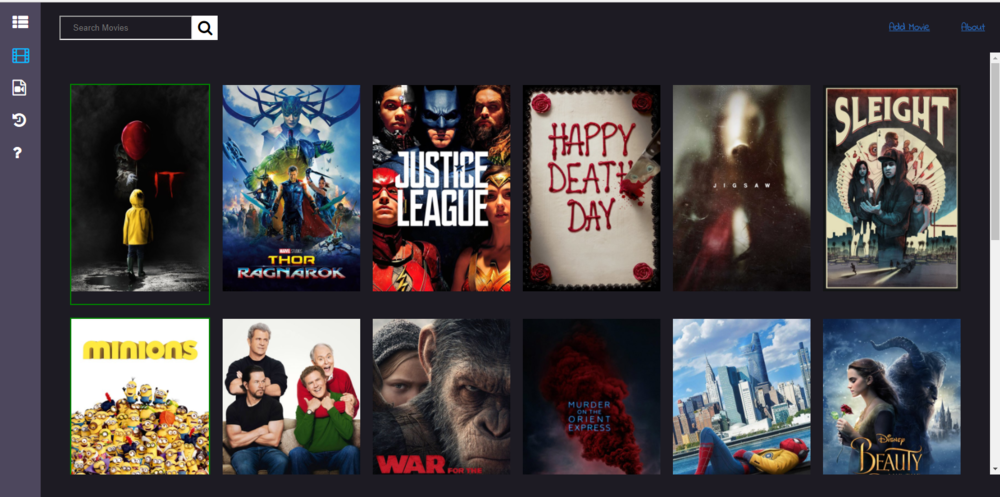 Search Movies
Add Movie
About
IT
MARVEL STUDIOS
THOR
RAGNAROK
JUSTICE
LEAGUE
HAPPY
DEATH
DAY
JIGSAW
SLEIGHT
MINIONS
WAR FOR THE
MURDER
ON THE
ORIENT
EXPRESS
Disney
BEAUTY
?